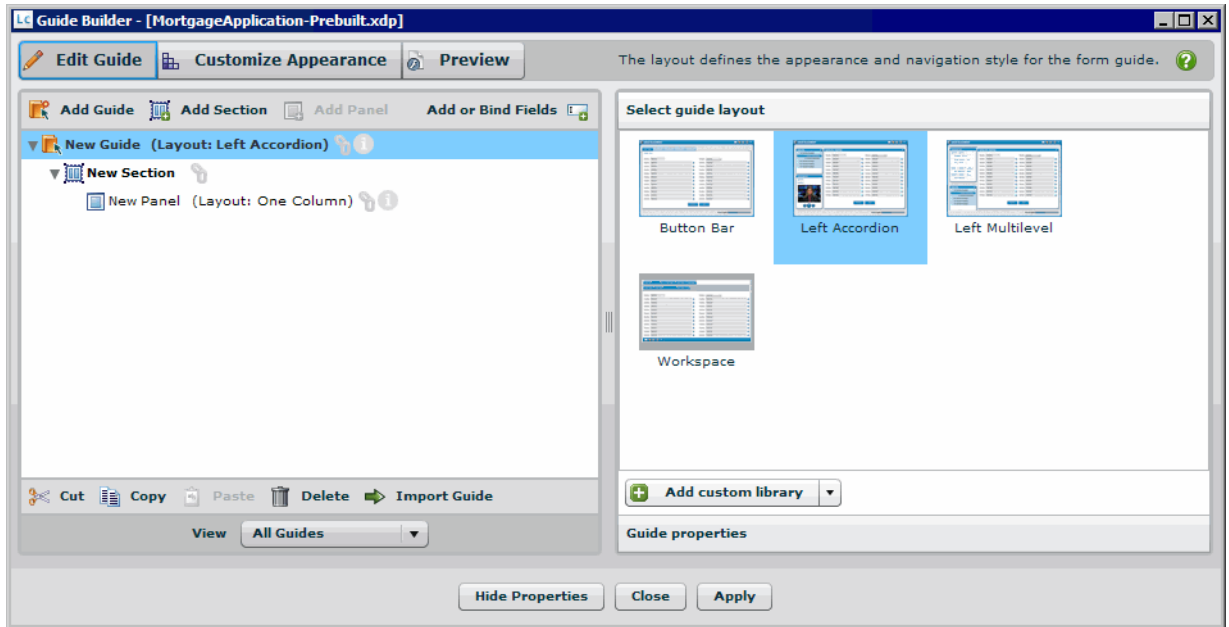 LC Guide Builder - [MortgageApplication-Prebuilt.xdp]
Edit Guide Customize Appearance Preview The layout defines the appearance and navigation style for the form guide. ?
Add Guide Add Section Add Panel Add or Bind Fields
New Guide (Layout: Left Accordion)
New Section
New Panel (Layout: One Column)
Cut Copy Paste Delete Import Guide
View All Guides
Select guide layout
Button Bar Left Accordion Left Multilevel
Workspace
Add custom library
Guide properties
Hide Properties Close Apply